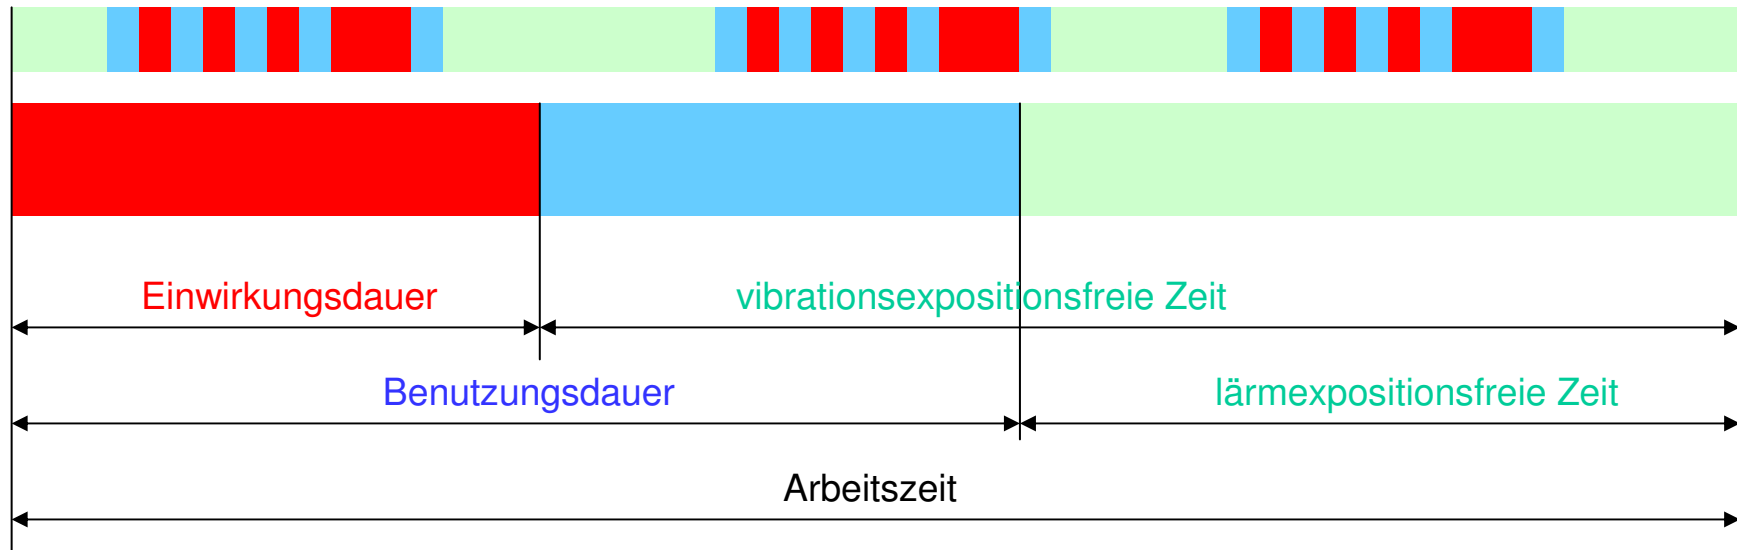 Einwirkungsdauer vibrationsexpositionsfreie Zeit
Benutzungsdauer lärmexpositionsfreie Zeit
Arbeitszeit